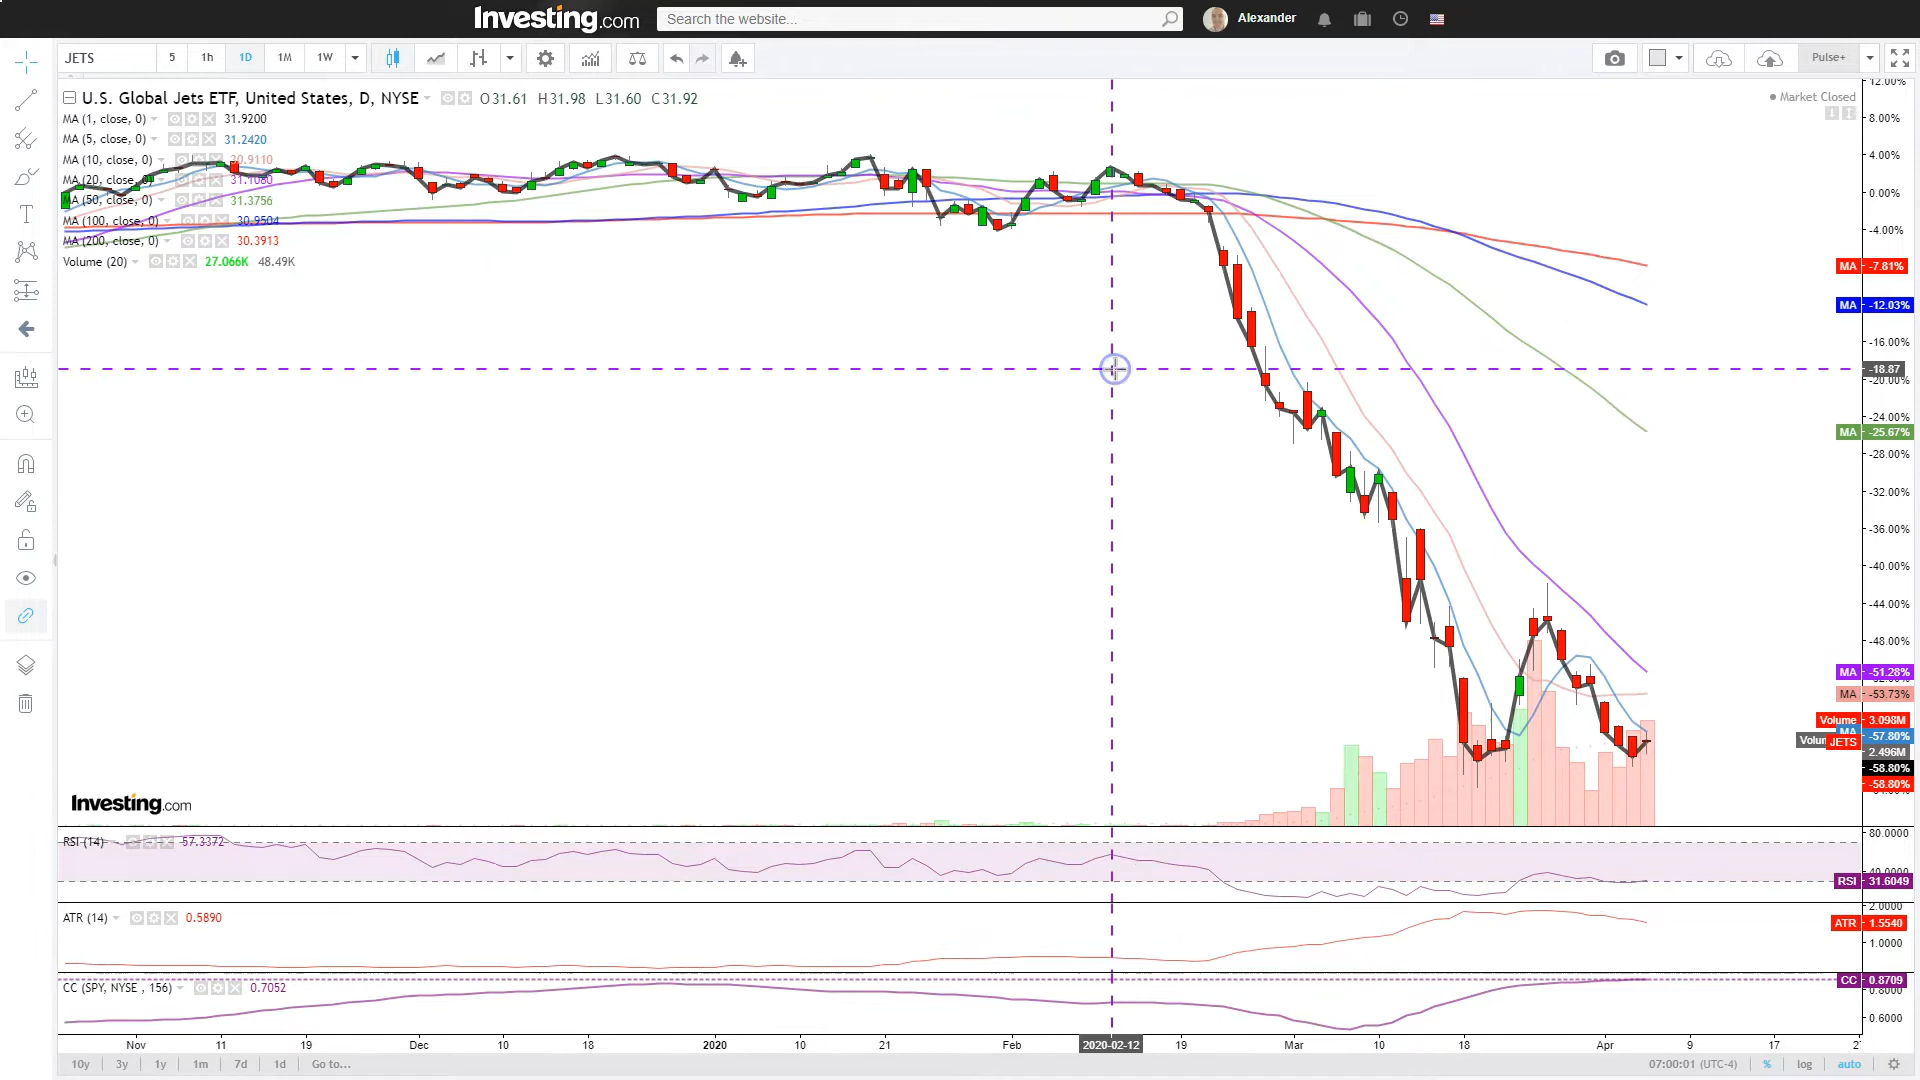 Investing.com
Search the website...
Alexander
JETS 5 1h 1D 1M 1W
Pulse+
U.S. Global Jets ETF, United States, D, NYSE O31.61 H31.98 L31.60 C31.92
Market Closed
MA (1, close, 0) 31.9200
MA (5, close, 0) 31.2420
MA (10, close, 0) 30.9110
MA (20, close, 0) 31.1080
MA (50, close, 0) 31.3756
MA (100, close, 0) 30.9504
MA (200, close, 0) 30.3913
Volume (20) 27.066K 48.49K
12.00%
8.00%
4.00%
0.00%
-4.00%
MA -7.81%
MA -12.03%
-16.00%
-18.87
-20.00%
-24.00%
MA -25.67%
-28.00%
-32.00%
-36.00%
-40.00%
-44.00%
-48.00%
MA -51.28%
MA -53.73%
Volume 3.098M
MA -57.80%
JETS
2.496M
-58.80%
-58.80%
Investing.com
RSI (14) 57.3372
80.0000
40.0000
RSI 31.6049
ATR (14) 0.5890
2.0000
ATR 1.5540
1.0000
CC (SPY, NYSE , 156) 0.7052
CC 0.8709
0.8000
0.6000
Nov 11 19 Dec 10 18 2020 10 21 Feb 2020-02-12 19 Mar 10 18 Apr 9 17
10y 3y 1y 1m 7d 1d Go to...
07:00:01 (UTC-4) % log auto